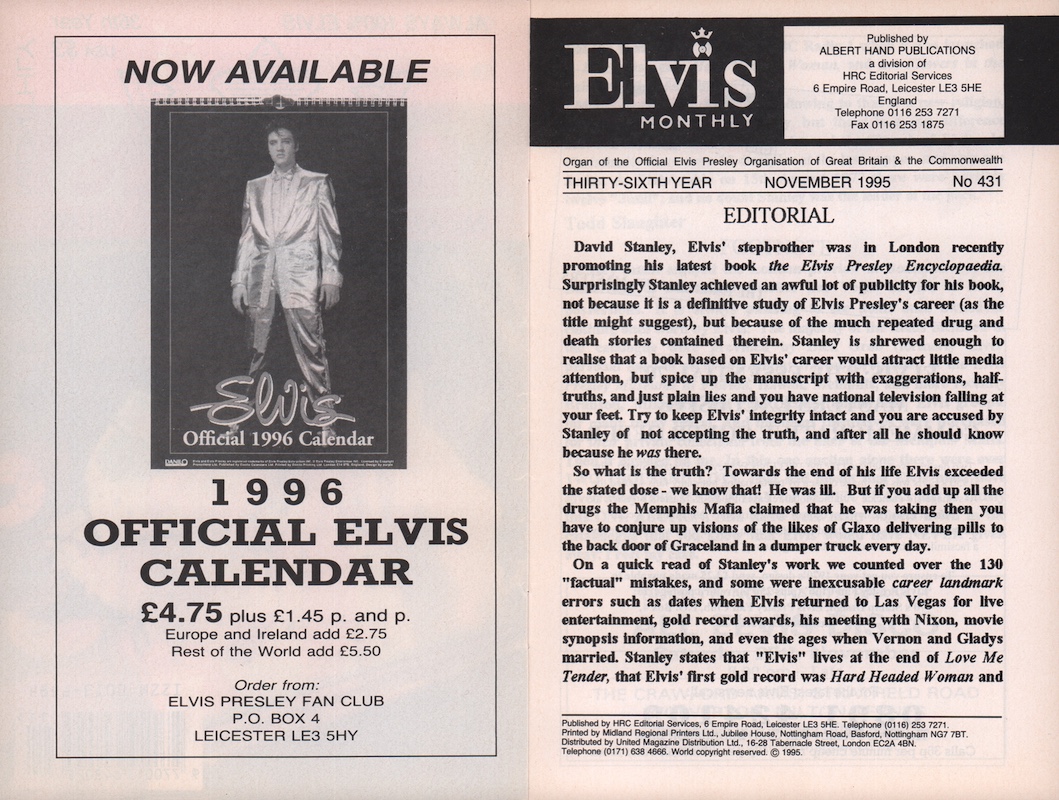 NOW AVAILABLE
Elvis
Official 1996 Calendar
DANILO
1996
OFFICIAL ELVIS
CALENDAR
£4.75 plus £1.45 p. and p.
Europe and Ireland add £2.75
Rest of the World add £5.50
Order from:
ELVIS PRESLEY FAN CLUB
P.O. BOX 4
LEICESTER LE3 5HY
Elvis
MONTHLY
Published by
ALBERT HAND PUBLICATIONS
a division of
HRC Editorial Services
6 Empire Road, Leicester LE3 5HE
England
Telephone 0116 253 7271
Fax 0116 253 1875
Organ of the Official Elvis Presley Organisation of Great Britain & the Commonwealth
THIRTY-SIXTH YEAR NOVEMBER 1995 No 431
EDITORIAL
David Stanley, Elvis' stepbrother was in London recently
promoting his latest book the Elvis Presley Encyclopaedia.
Surprisingly Stanley achieved an awful lot of publicity for his book,
not because it is a definitive study of Elvis Presley's career (as the
title might suggest), but because of the much repeated drug and
death stories contained therein. Stanley is shrewed enough to
realise that a book based on Elvis' career would attract little media
attention, but spice up the manuscript with exaggerations, half-
truths, and just plain lies and you have national television falling at
your feet. Try to keep Elvis' integrity intact and you are accused by
Stanley of not accepting the truth, and after all he should know
because he was there.
So what is the truth? Towards the end of his life Elvis exceeded
the stated dose - we know that! He was ill. But if you add up all the
drugs the Memphis Mafia claimed that he was taking then you
have to conjure up visions of the likes of Glaxo delivering pills to
the back door of Graceland in a dumper truck every day.
On a quick read of Stanley's work we counted over the 130
"factual" mistakes, and some were inexcusable career landmark
errors such as dates when Elvis returned to Las Vegas for live
entertainment, gold record awards, his meeting with Nixon, movie
synopsis information, and even the ages when Vernon and Gladys
married. Stanley states that "Elvis" lives at the end of Love Me
Tender, that Elvis' first gold record was Hard Headed Woman and
Published by HRC Editorial Services, 6 Empire Road, Leicester LE3 5HE. Telephone (0116) 253 7271.
Printed by Midland Regional Printers Ltd., Jubilee House, Nottingham Road, Basford, Nottingham NG7 7BT.
Distributed by United Magazine Distribution Ltd., 16-28 Tabernacle Street, London EC2A 4BN.
Telephone (0171) 638 4666. World copyright reserved. © 1995.